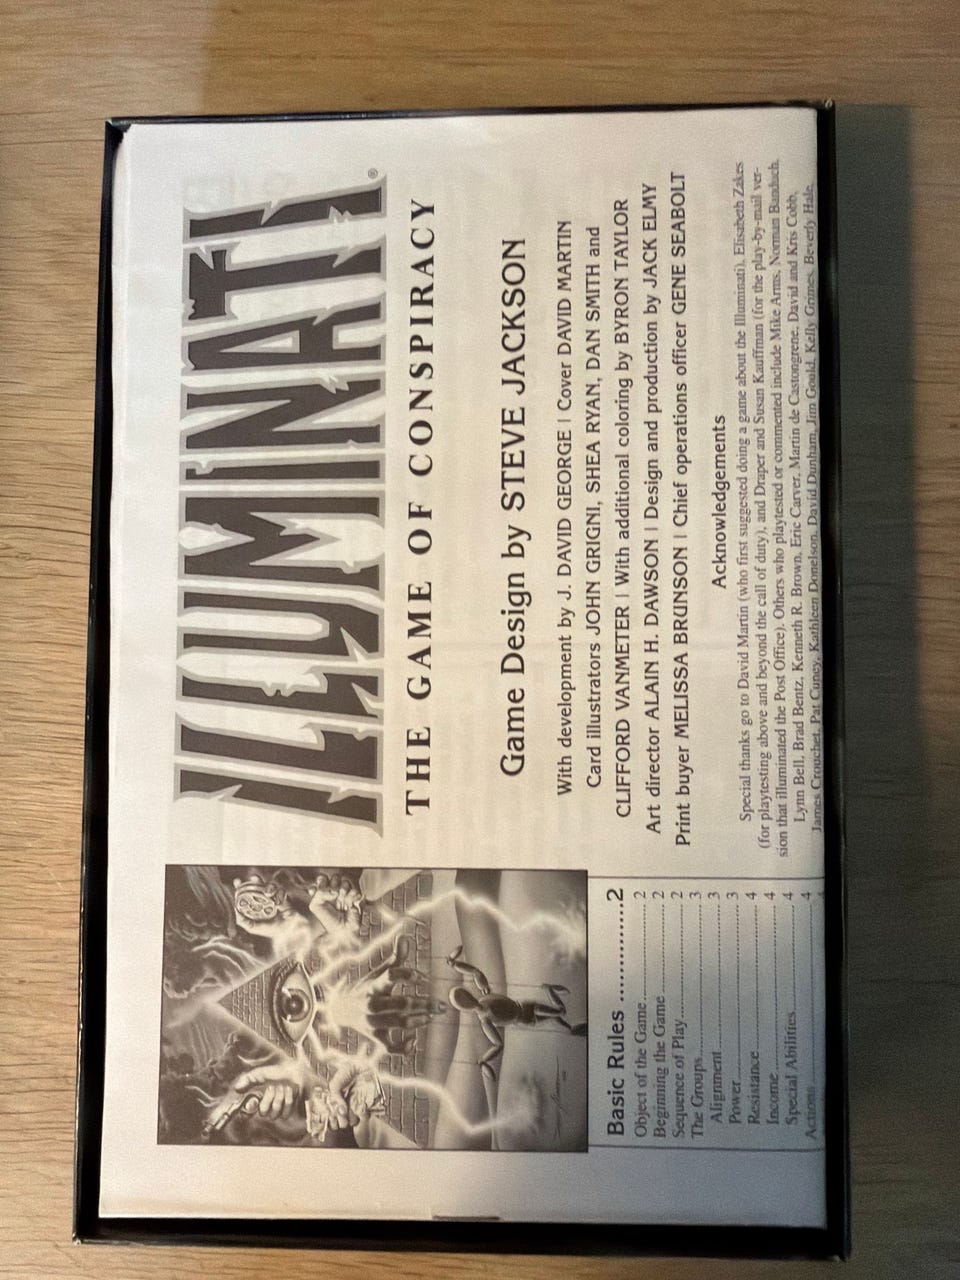 ILLUMINATI®
THE GAME OF CONSPIRACY
Game Design by STEVE JACKSON
With development by J. DAVID GEORGE | Cover DAVID MARTIN
Card illustrators JOHN GRIGNI, SHEA RYAN, DAN SMITH and
CLIFFORD VANMETER | With additional coloring by BYRON TAYLOR
Art director ALAIN H. DAWSON | Design and production by JACK ELMY
Print buyer MELISSA BRUNSON | Chief operations officer GENE SEABOLT
Acknowledgements
Special thanks go to David Martin (who first suggested doing a game about the Illuminati), Elisabeth Zakes
(for playtesting above and beyond the call of duty), and Draper and Susan Kauffman (for the play-by-mail ver-
sion that illuminated the Post Office). Others who playtested or commented include Mike Arms, Norman Banduch,
Lynn Bell, Brad Bentz, Kenneth R. Brown, Eric Carver, Martin de Castongrene, David and Kris Cobb,
James Crouchet, Pat Cuney, Kathleen Donelson, David Dunham, Jim Gould, Kelly Grimes, Beverly Hale,
Basic Rules ..............2
Object of the Game 2
Beginning the Game 2
Sequence of Play 2
The Groups 3
Alignment 3
Power 3
Resistance 4
Income 4
Special Abilities 4
Actions 4